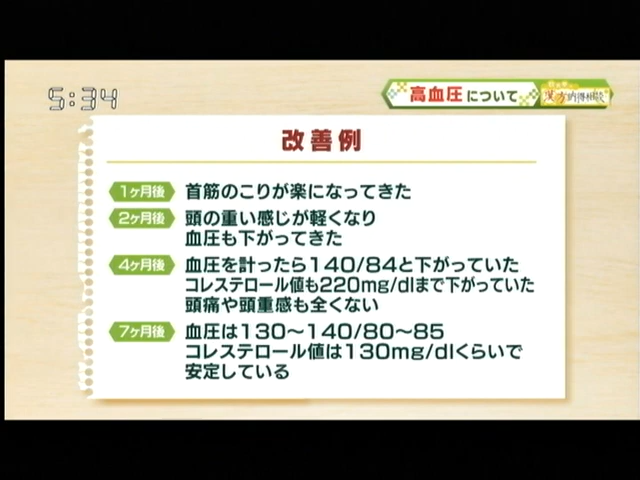 5:34
高血圧について
漢方納得相談
改善例
1ヶ月後 首筋のこりが楽になってきた
2ヶ月後 頭の重い感じが軽くなり
血圧も下がってきた
4ヶ月後 血圧を計ったら140/84と下がっていた
コレステロール値も220mg/dlまで下がっていた
頭痛や頭重感も全くない
7ヶ月後 血圧は130～140/80～85
コレステロール値は130mg/dlくらいで
安定している